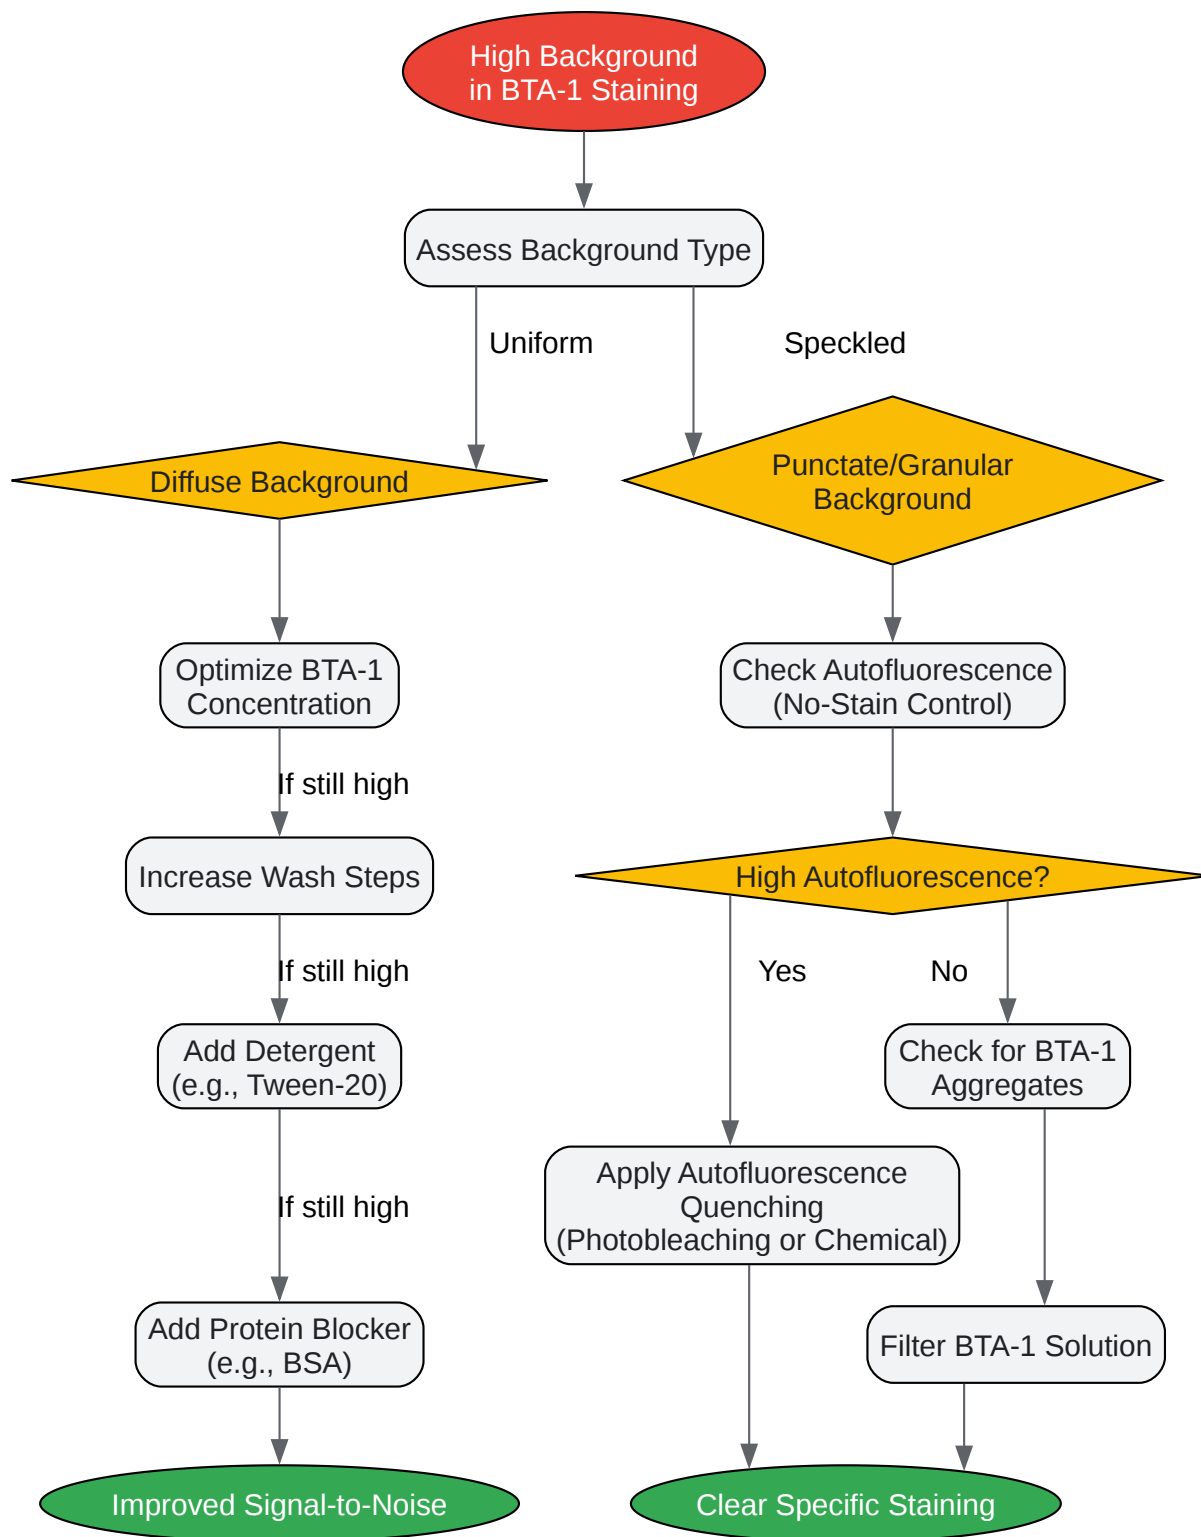 High Background
in BTA-1 Staining
Assess Background Type
Uniform
Speckled
Diffuse Background
Punctate/Granular
Background
Optimize BTA-1
Concentration
Check Autofluorescence
(No-Stain Control)
If still high
Increase Wash Steps
High Autofluorescence?
If still high
Yes
No
Add Detergent
(e.g., Tween-20)
Check for BTA-1
Aggregates
If still high
Apply Autofluorescence
Quenching
(Photobleaching or Chemical)
Add Protein Blocker
(e.g., BSA)
Filter BTA-1 Solution
Improved Signal-to-Noise
Clear Specific Staining